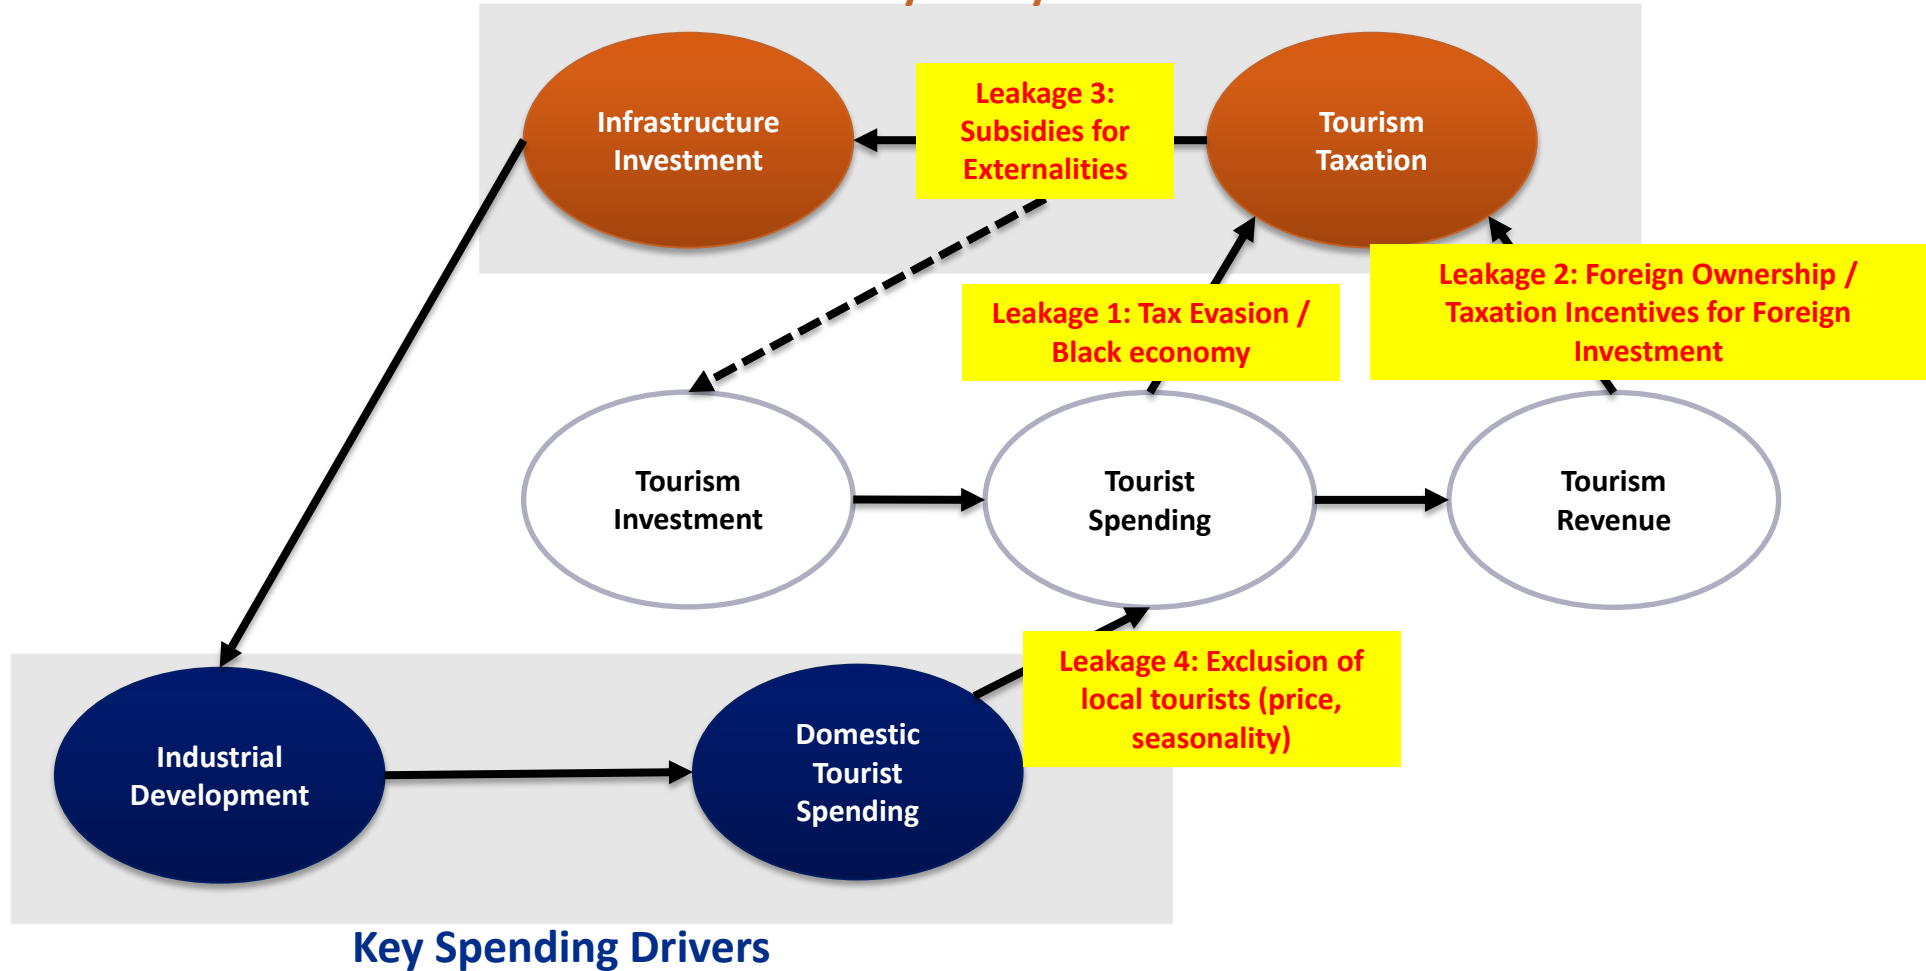 Infrastructure
Investment
Leakage 3:
Subsidies for
Externalities
Tourism
Taxation
Leakage 1: Tax Evasion /
Black economy
Leakage 2: Foreign Ownership /
Taxation Incentives for Foreign
Investment
Tourism
Investment
Tourist
Spending
Tourism
Revenue
Leakage 4: Exclusion of
local tourists (price,
seasonality)
Industrial
Development
Domestic
Tourist
Spending
Key Spending Drivers